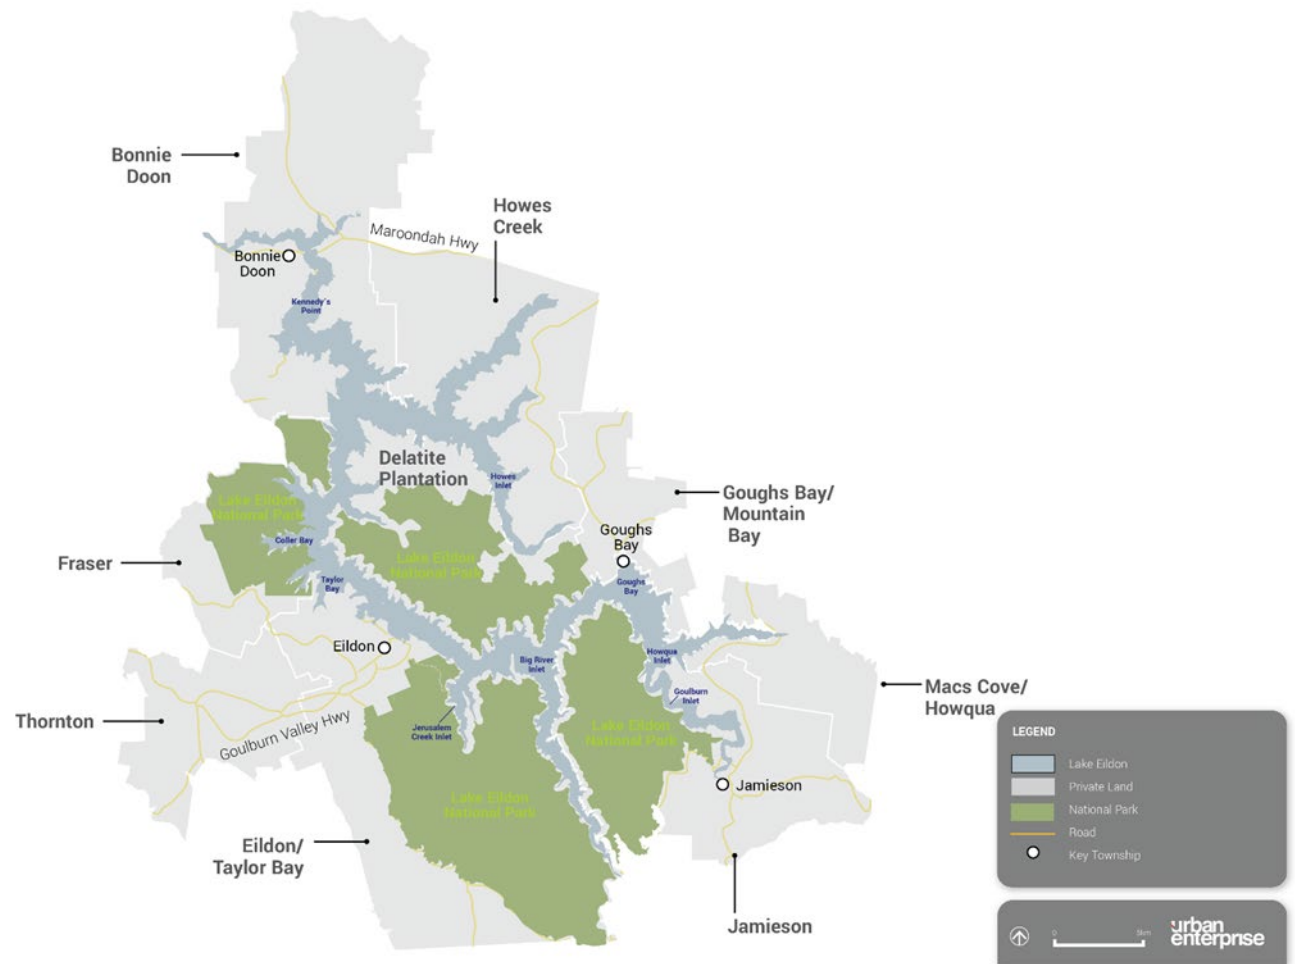 Bonnie
Doon
Howes
Creek
Maroondah Hwy
Bonnie
Doon
Kennedy's
Point
Delatite
Plantation
Howes
Inlet
Lake Eildon
National Park
Goughs Bay/
Mountain
Bay
Goughs
Bay
Coller Bay
Lake Eildon
National Park
Fraser
Taylor
Bay
Goughs
Bay
Eildon
Big River
Inlet
Howqua
Inlet
Goulburn
Inlet
Macs Cove/
Howqua
Thornton
Goulburn Valley Hwy
Jerusalem
Creek Inlet
Lake Eildon
National Park
Lake Eildon
National Park
Jamieson
Eildon/
Taylor Bay
Jamieson
LEGEND
Lake Eildon
Private Land
National Park
Road
Key Township
0 5km
urban
enterprise